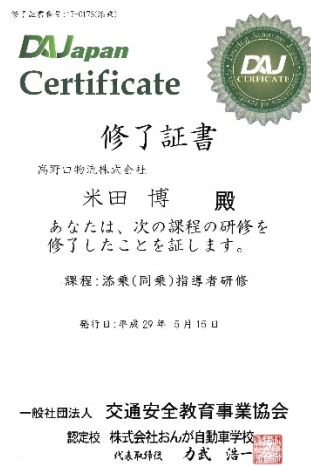 DAJapan
Certificate
DAJ
CERFICATE
修了証書
高野口物流株式会社
米田 博 殿
あなたは、次の課程の研修を
修了したことを証します。
課程:添乗(同乗)指導者研修
発行日:平成 29 年 5 月 15 日
一般社団法人 交通安全教育事業協会
認定校 株式会社おんが自動車学校
代表取締役 力武 浩一